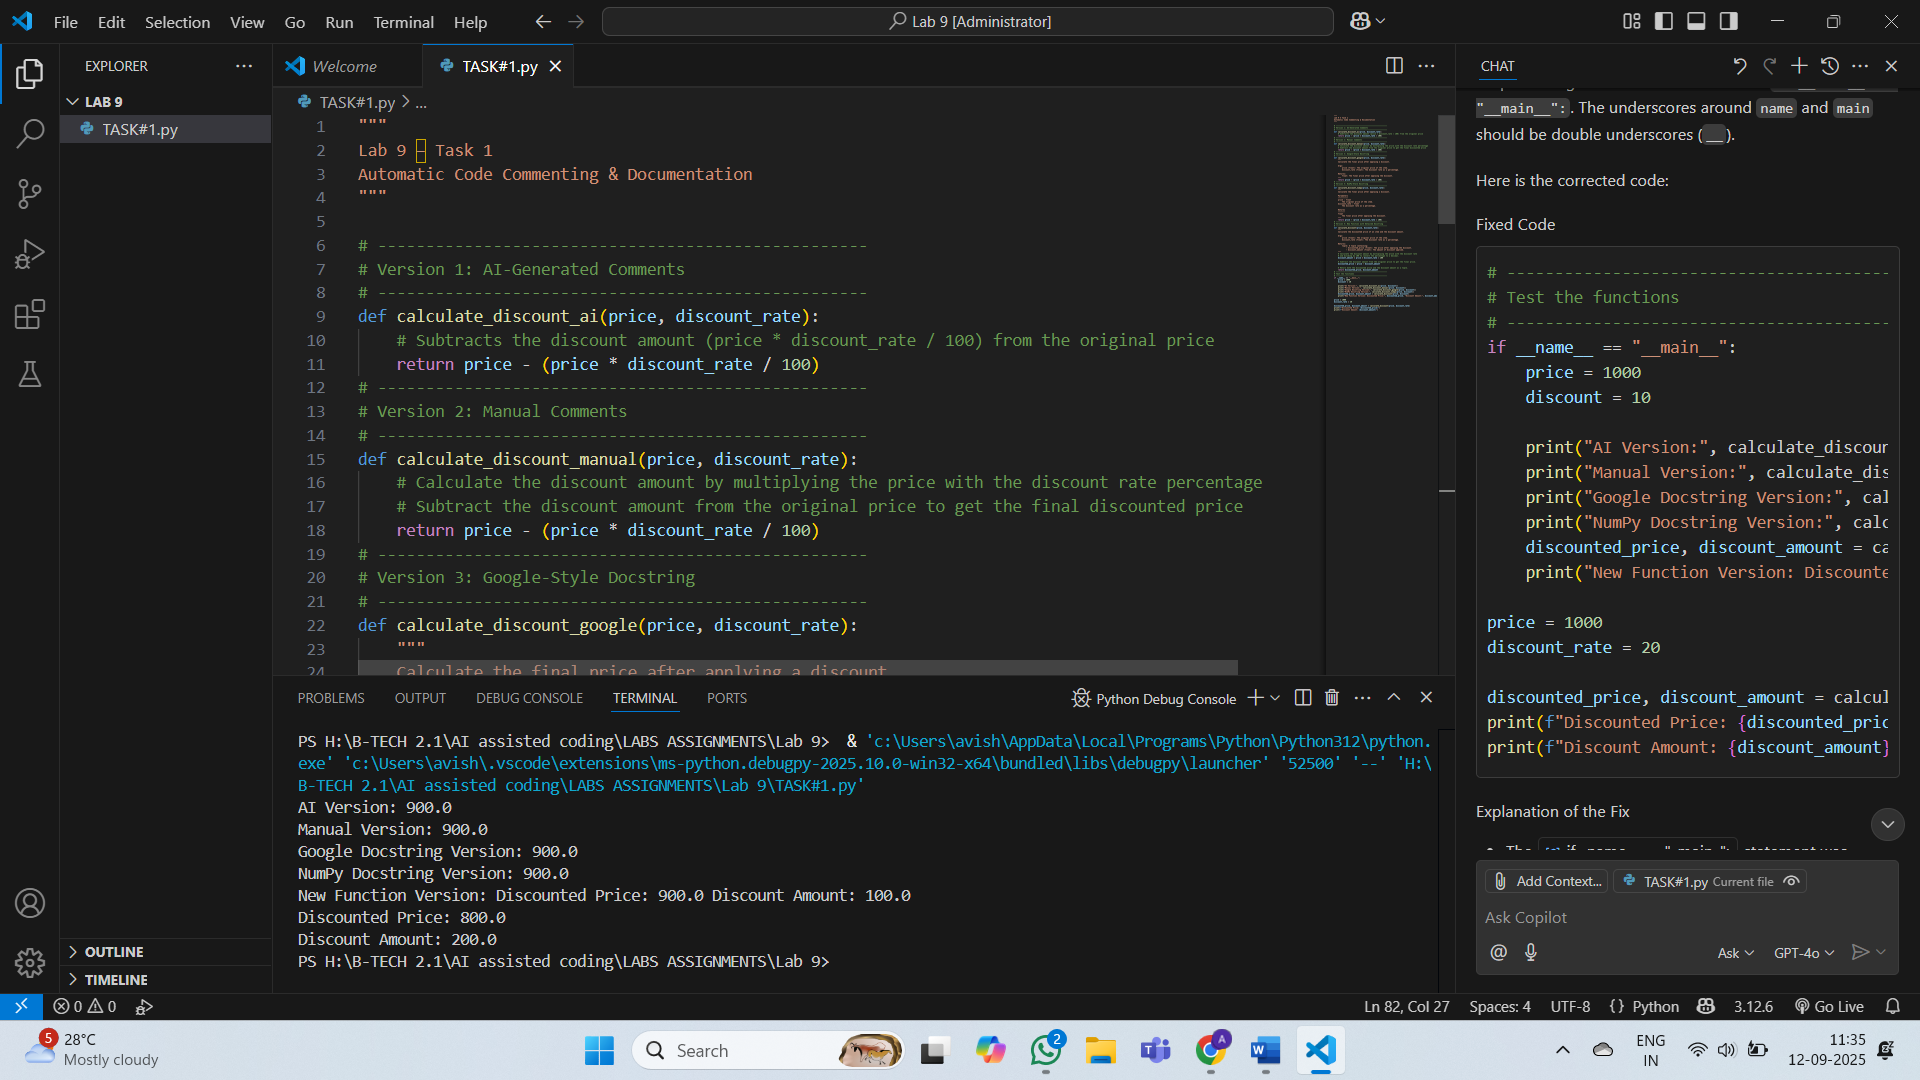 File Edit Selection View Go Run Terminal Help
Lab 9 [Administrator]
EXPLORER
LAB 9
TASK#1.py
OUTLINE
TIMELINE
Welcome
TASK#1.py
TASK#1.py > ...
1 """
2 Lab 9 – Task 1
3 Automatic Code Commenting & Documentation
4 """
5
6 # ---------------------------------------------------
7 # Version 1: AI-Generated Comments
8 # ---------------------------------------------------
9 def calculate_discount_ai(price, discount_rate):
10 # Subtracts the discount amount (price * discount_rate / 100) from the original price
11 return price - (price * discount_rate / 100)
12 # ---------------------------------------------------
13 # Version 2: Manual Comments
14 # ---------------------------------------------------
15 def calculate_discount_manual(price, discount_rate):
16 # Calculate the discount amount by multiplying the price with the discount rate percentage
17 # Subtract the discount amount from the original price to get the final discounted price
18 return price - (price * discount_rate / 100)
19 # ---------------------------------------------------
20 # Version 3: Google-Style Docstring
21 # ---------------------------------------------------
22 def calculate_discount_google(price, discount_rate):
23 """
24 Calculate the final price after applying a discount
PROBLEMS OUTPUT DEBUG CONSOLE TERMINAL PORTS
Python Debug Console
PS H:\B-TECH 2.1\AI assisted coding\LABS ASSIGNMENTS\Lab 9> & 'c:\Users\avish\AppData\Local\Programs\Python\Python312\python.
exe' 'c:\Users\avish\.vscode\extensions\ms-python.debugpy-2025.10.0-win32-x64\bundled\libs\debugpy\launcher' '52500' '--' 'H:\
B-TECH 2.1\AI assisted coding\LABS ASSIGNMENTS\Lab 9\TASK#1.py'
AI Version: 900.0
Manual Version: 900.0
Google Docstring Version: 900.0
NumPy Docstring Version: 900.0
New Function Version: Discounted Price: 900.0 Discount Amount: 100.0
Discounted Price: 800.0
Discount Amount: 200.0
PS H:\B-TECH 2.1\AI assisted coding\LABS ASSIGNMENTS\Lab 9>
CHAT
"__main__":. The underscores around name and main
should be double underscores (__).
Here is the corrected code:
Fixed Code
# ----------------------------------------
# Test the functions
# ----------------------------------------
if __name__ == "__main__":
price = 1000
discount = 10
print("AI Version:", calculate_discoun
print("Manual Version:", calculate_dis
print("Google Docstring Version:", cal
print("NumPy Docstring Version:", calc
discounted_price, discount_amount = ca
print("New Function Version: Discounte
price = 1000
discount_rate = 20
discounted_price, discount_amount = calcul
print(f"Discounted Price: {discounted_pric
print(f"Discount Amount: {discount_amount}
Explanation of the Fix
Add Context... TASK#1.py Current file
Ask Copilot
Ask GPT-4o
0 0
Ln 82, Col 27 Spaces: 4 UTF-8 {} Python 3.12.6 Go Live
5
28°C
Mostly cloudy
Search
2
A
ENG
IN
11:35
12-09-2025